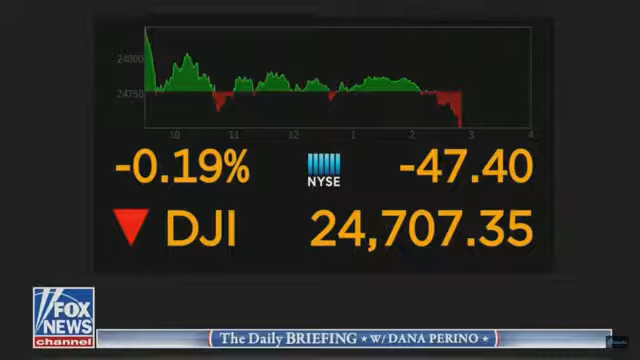 24800
24750
10 11 12 1 2 3 4
-0.19% NYSE -47.40
DJI 24,707.35
FOX
NEWS
channel
The Daily BRIEFING ★ W/ DANA PERINO ★